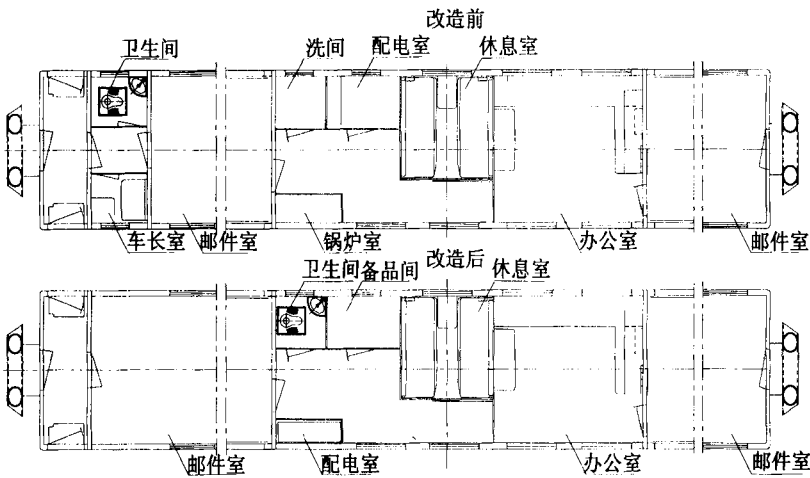 改造前
卫生间 洗间 配电室 休息室
车长室 邮件室 锅炉室 办公室 邮件室
改造后
卫生间 备品间 休息室
邮件室 配电室 办公室 邮件室